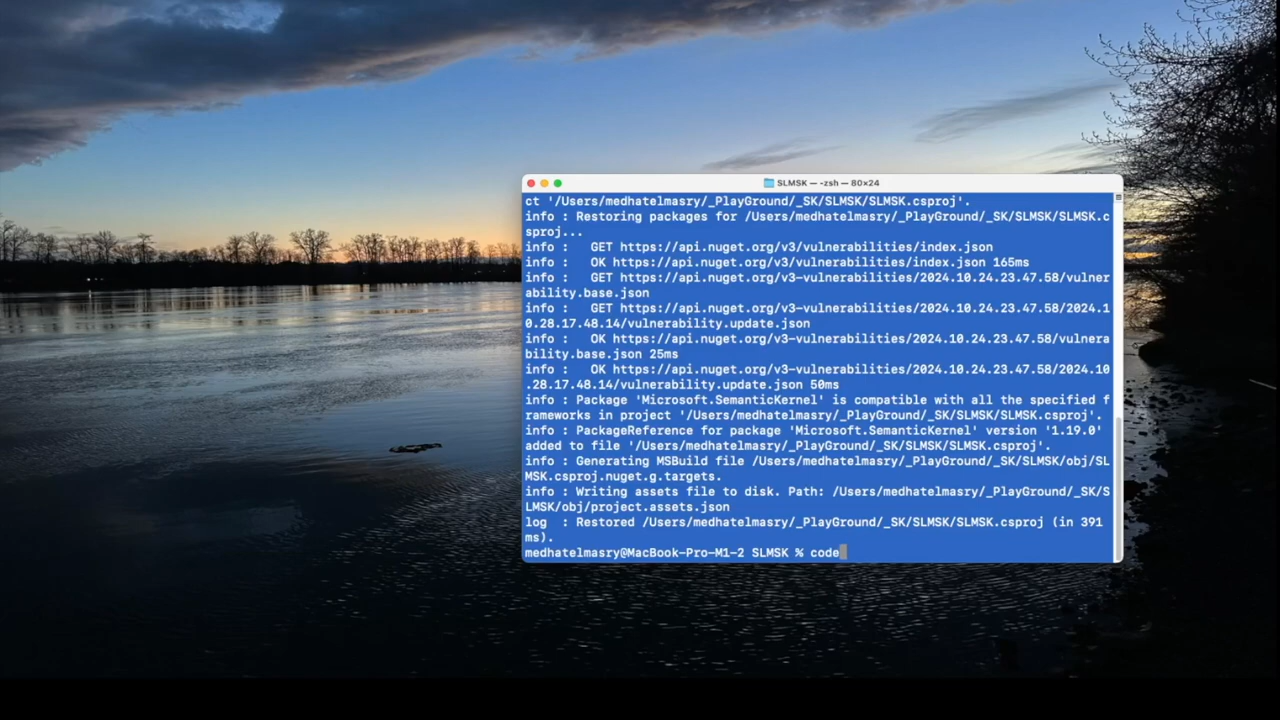 SLMSK — -zsh — 80×24
ct '/Users/medhatelmasry/_PlayGround/_SK/SLMSK/SLMSK.csproj'.
info : Restoring packages for /Users/medhatelmasry/_PlayGround/_SK/SLMSK/SLMSK.c
sproj...
info :   GET https://api.nuget.org/v3/vulnerabilities/index.json
info :   OK https://api.nuget.org/v3/vulnerabilities/index.json 165ms
info :   GET https://api.nuget.org/v3-vulnerabilities/2024.10.24.23.47.58/vulner
ability.base.json
info :   GET https://api.nuget.org/v3-vulnerabilities/2024.10.24.23.47.58/2024.1
0.28.17.48.14/vulnerability.update.json
info :   OK https://api.nuget.org/v3-vulnerabilities/2024.10.24.23.47.58/vulnera
bility.base.json 25ms
info :   OK https://api.nuget.org/v3-vulnerabilities/2024.10.24.23.47.58/2024.10
.28.17.48.14/vulnerability.update.json 50ms
info : Package 'Microsoft.SemanticKernel' is compatible with all the specified f
rameworks in project '/Users/medhatelmasry/_PlayGround/_SK/SLMSK/SLMSK.csproj'.
info : PackageReference for package 'Microsoft.SemanticKernel' version '1.19.0'
added to file '/Users/medhatelmasry/_PlayGround/_SK/SLMSK/SLMSK.csproj'.
info : Generating MSBuild file /Users/medhatelmasry/_PlayGround/_SK/SLMSK/obj/SL
MSK.csproj.nuget.g.targets.
info : Writing assets file to disk. Path: /Users/medhatelmasry/_PlayGround/_SK/S
LMSK/obj/project.assets.json
log  : Restored /Users/medhatelmasry/_PlayGround/_SK/SLMSK/SLMSK.csproj (in 391
ms).
medhatelmasry@MacBook-Pro-M1-2 SLMSK % code